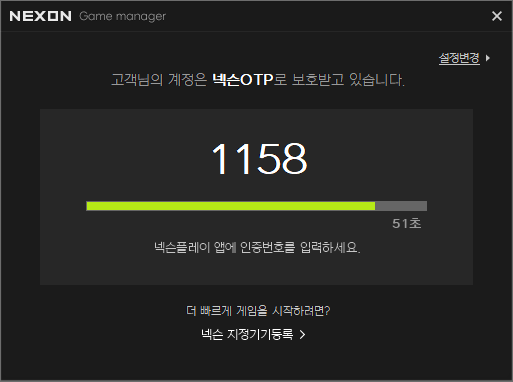 NEXON Game manager
설정변경
고객님의 계정은 넥슨OTP로 보호받고 있습니다.
1158
51초
넥슨플레이 앱에 인증번호를 입력하세요.
더 빠르게 게임을 시작하려면?
넥슨 지정기기등록 >